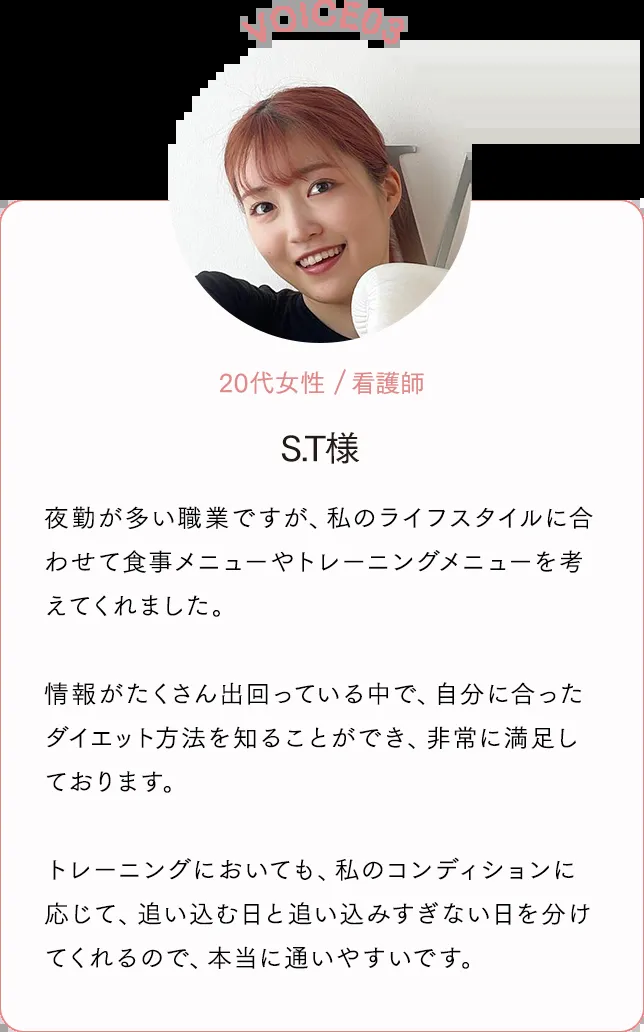 VOICE03
20代女性 / 看護師
S.T様
夜勤が多い職業ですが、私のライフスタイルに合
わせて食事メニューやトレーニングメニューを考
えてくれました。
情報がたくさん出回っている中で、自分に合った
ダイエット方法を知ることができ、非常に満足し
ております。
トレーニングにおいても、私のコンディションに
応じて、追い込む日と追い込みすぎない日を分け
てくれるので、本当に通いやすいです。